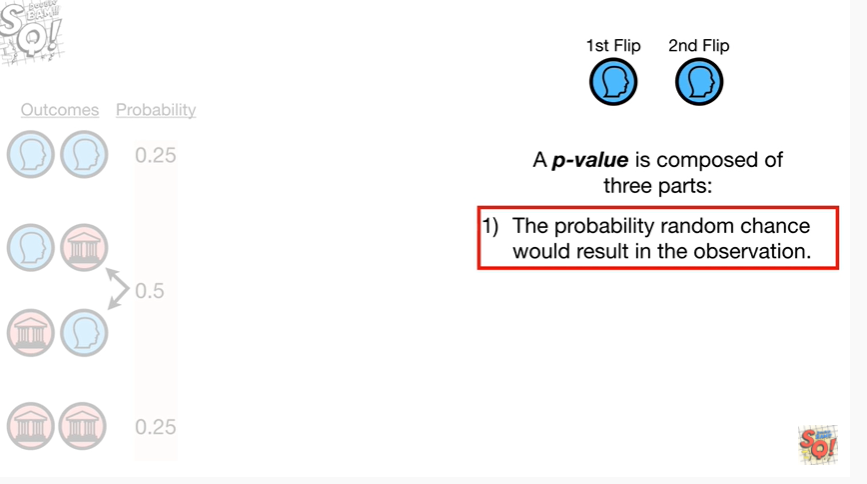 1st Flip 2nd Flip
Outcomes Probability
0.25
0.5
0.25
A p-value is composed of
three parts:
1) The probability random chance
would result in the observation.
SQ!